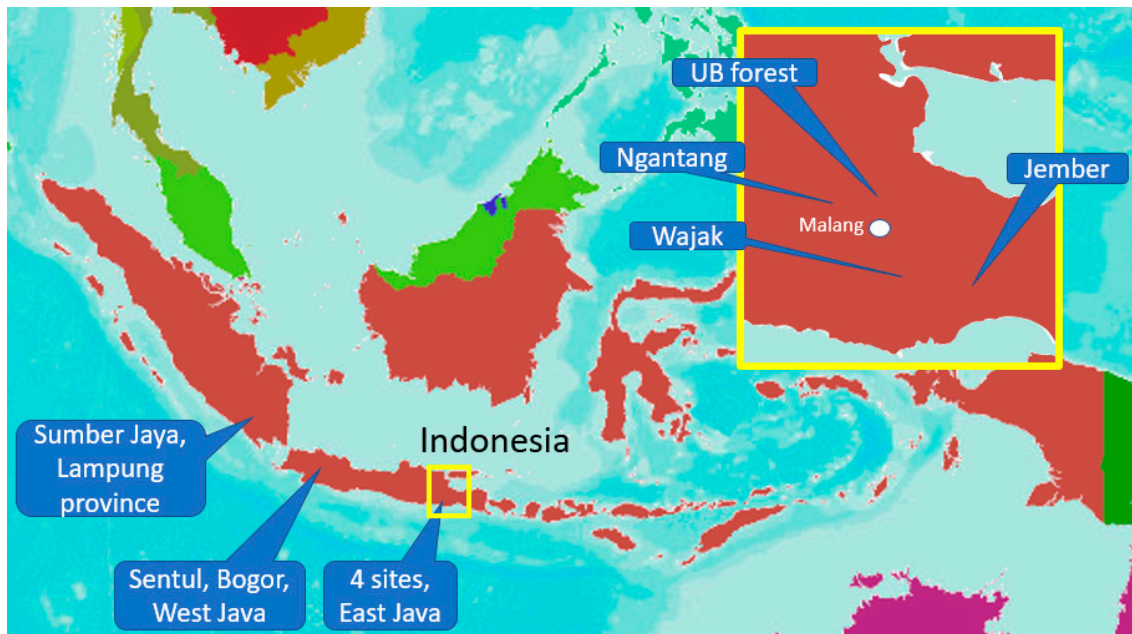 UB forest
Ngantang
Jember
Malang
Wajak
Indonesia
Sumber Jaya,
Lampung
province
Sentul, Bogor,
West Java
4 sites,
East Java